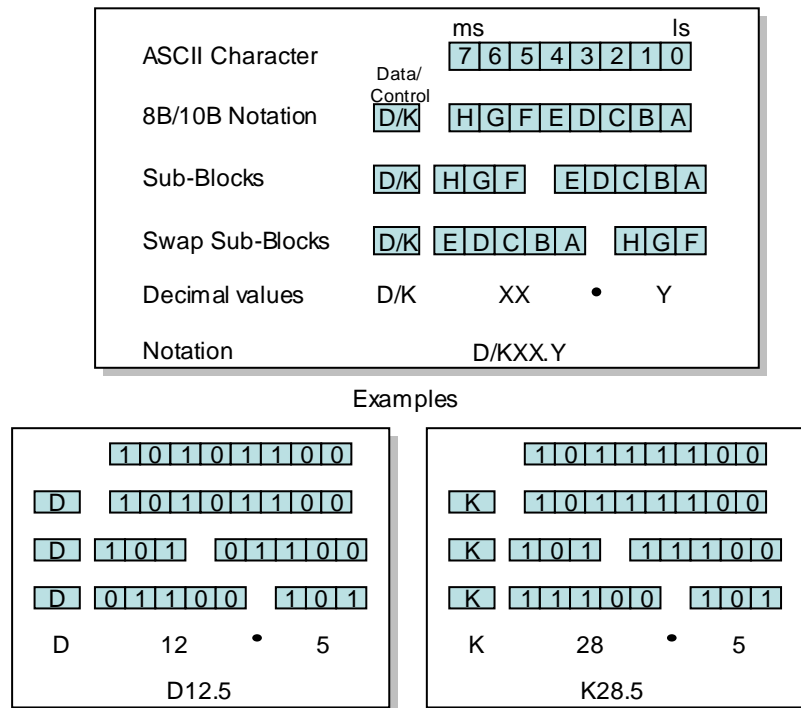 ms ls
ASCII Character 7 6 5 4 3 2 1 0
Data/
Control
8B/10B Notation D/K H G F E D C B A
Sub-Blocks D/K H G F E D C B A
Swap Sub-Blocks D/K E D C B A H G F
Decimal values D/K XX • Y
Notation D/KXX.Y
Examples
1 0 1 0 1 1 0 0
D 1 0 1 0 1 1 0 0
D 1 0 1 0 1 1 0 0
D 0 1 1 0 0 1 0 1
D 12 • 5
D12.5
1 0 1 1 1 1 0 0
K 1 0 1 1 1 1 0 0
K 1 0 1 1 1 1 0 0
K 1 1 1 0 0 1 0 1
K 28 • 5
K28.5